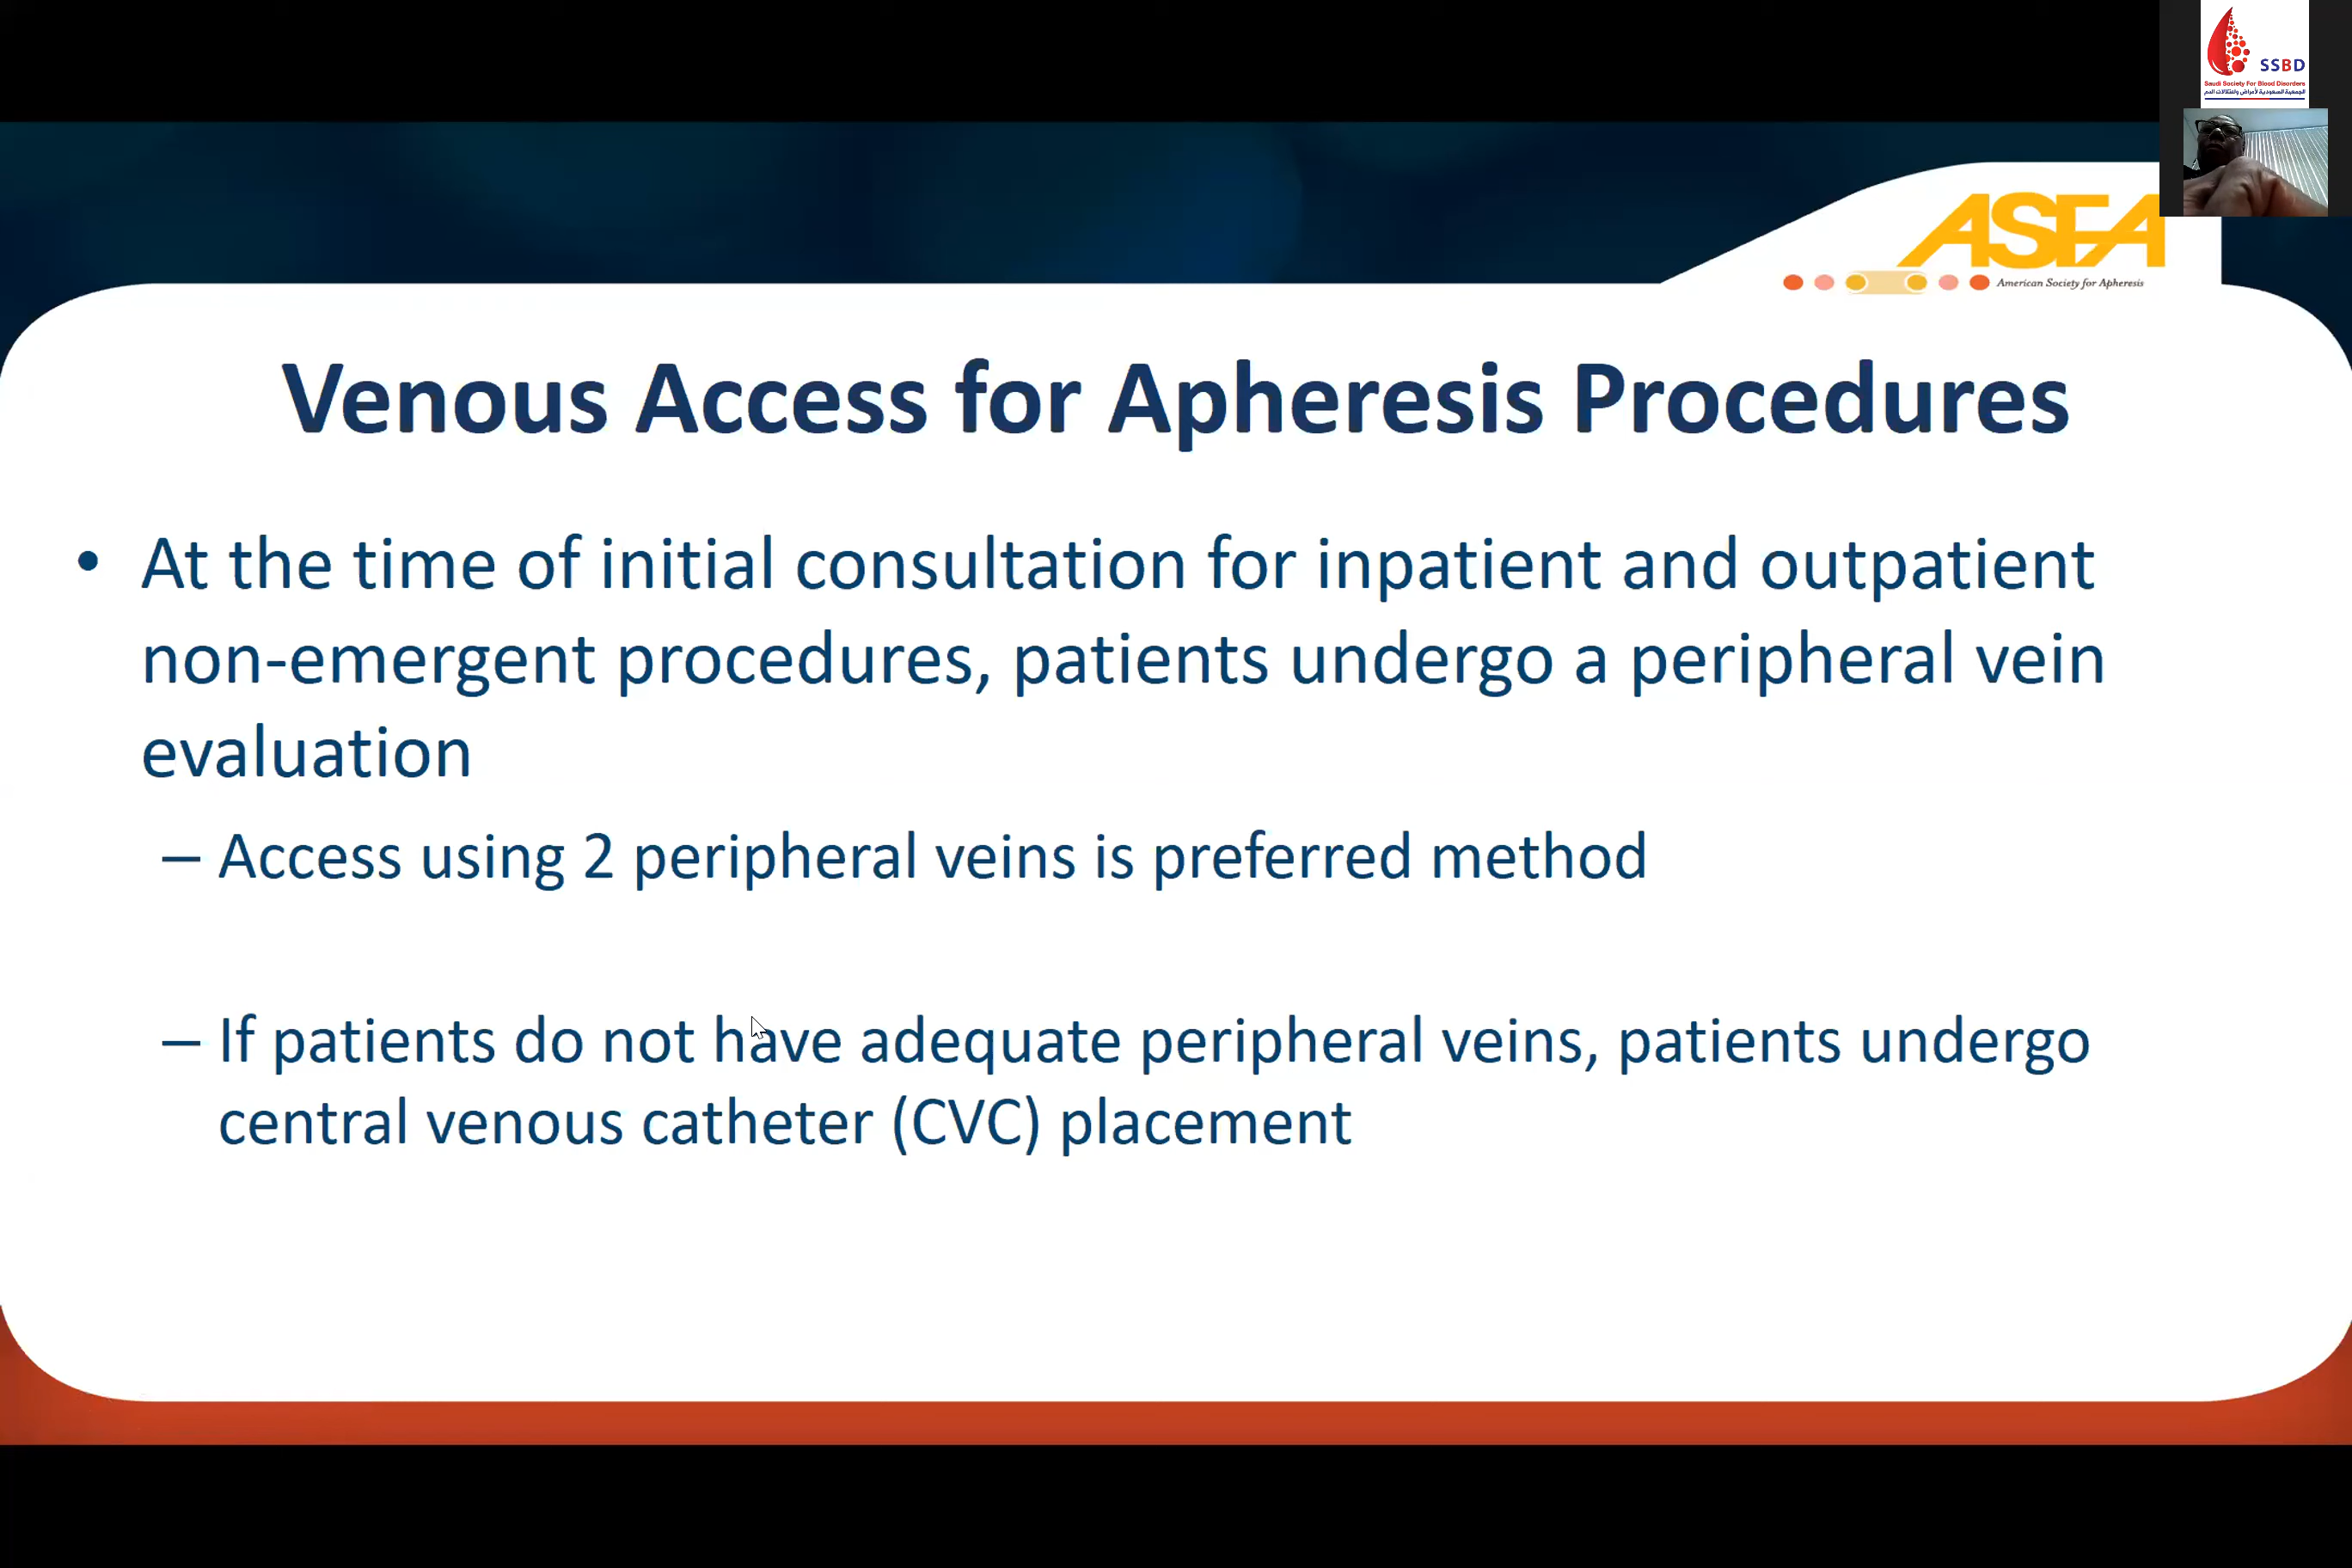 SSBD
Saudi Society For Blood Disorders
ASFA
American Society for Apheresis
Venous Access for Apheresis Procedures
• At the time of initial consultation for inpatient and outpatient
non-emergent procedures, patients undergo a peripheral vein
evaluation
– Access using 2 peripheral veins is preferred method
– If patients do not have adequate peripheral veins, patients undergo
central venous catheter (CVC) placement